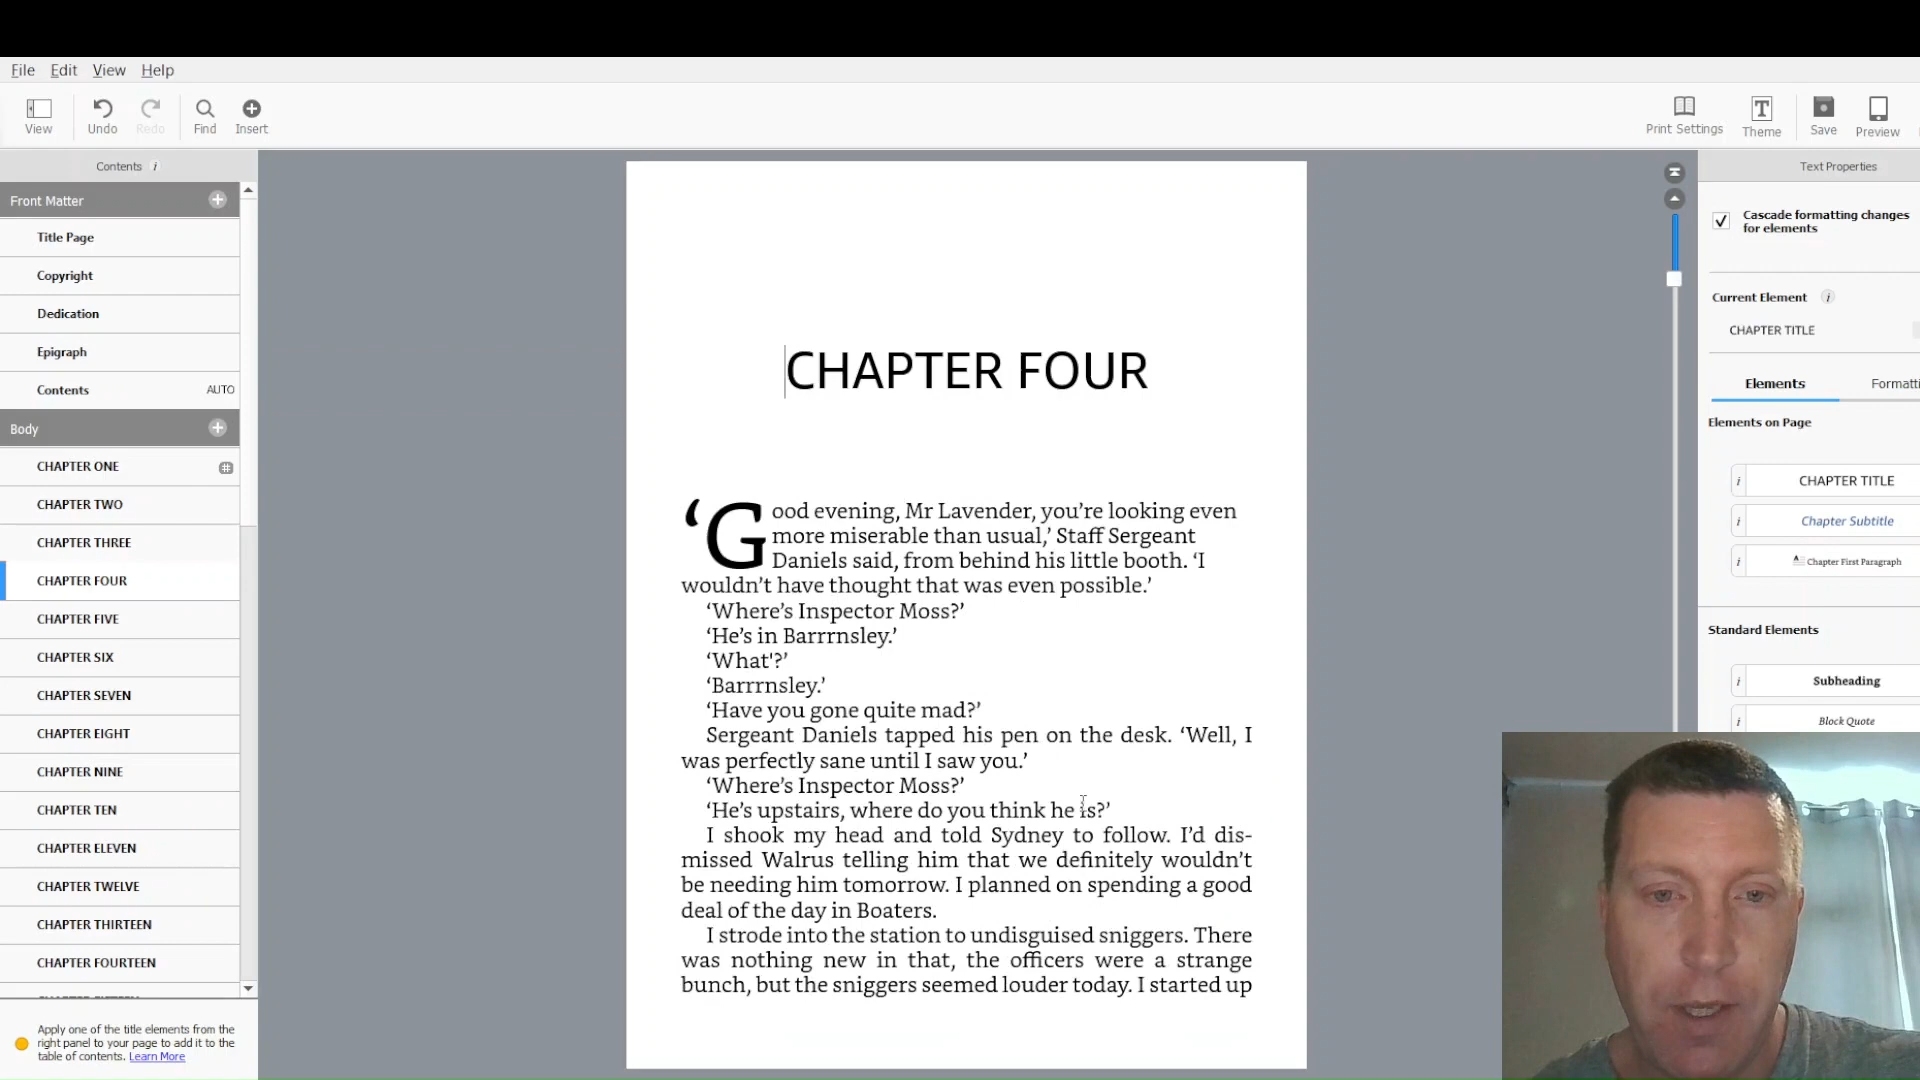 File Edit View Help
View Undo Redo Find Insert Print Settings Theme Save Preview
Contents i
Text Properties
Front Matter
Title Page
Copyright
Dedication
Epigraph
Contents AUTO
Body
CHAPTER ONE
CHAPTER TWO
CHAPTER THREE
CHAPTER FOUR
CHAPTER FIVE
CHAPTER SIX
CHAPTER SEVEN
CHAPTER EIGHT
CHAPTER NINE
CHAPTER TEN
CHAPTER ELEVEN
CHAPTER TWELVE
CHAPTER THIRTEEN
CHAPTER FOURTEEN
Apply one of the title elements from the
right panel to your page to add it to the
table of contents. Learn More
CHAPTER FOUR
‘Good evening, Mr Lavender, you’re looking even
more miserable than usual,’ Staff Sergeant
Daniels said, from behind his little booth. ‘I
wouldn’t have thought that was even possible.’
‘Where’s Inspector Moss?’
‘He’s in Barrrnsley.’
‘What'?’
‘Barrrnsley.’
‘Have you gone quite mad?’
Sergeant Daniels tapped his pen on the desk. ‘Well, I
was perfectly sane until I saw you.’
‘Where’s Inspector Moss?’
‘He’s upstairs, where do you think he is?’
I shook my head and told Sydney to follow. I’d dis-
missed Walrus telling him that we definitely wouldn’t
be needing him tomorrow. I planned on spending a good
deal of the day in Boaters.
I strode into the station to undisguised sniggers. There
was nothing new in that, the officers were a strange
bunch, but the sniggers seemed louder today. I started up
Cascade formatting changes
for elements
Current Element i
CHAPTER TITLE
Elements Formatti
Elements on Page
i CHAPTER TITLE
i Chapter Subtitle
i Chapter First Paragraph
Standard Elements
i Subheading
i Block Quote